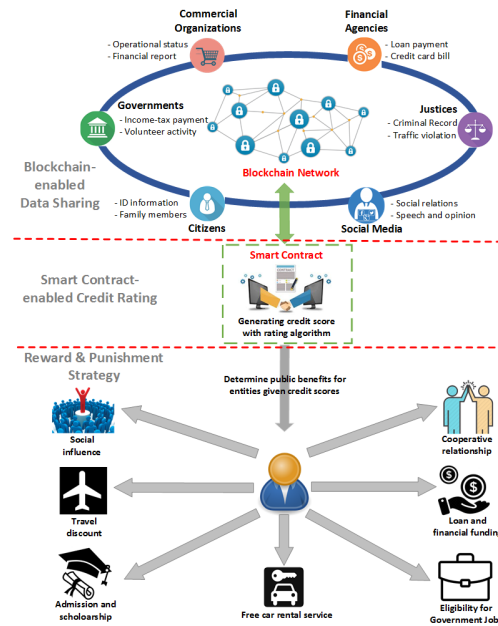 Commercial
Organizations
- Operational status
- Financial report
Financial
Agencies
- Loan payment
- Credit card bill
Governments
- Income-tax payment
- Volunteer activity
Justices
- Criminal Record
- Traffic violation
Blockchain Network
Blockchain-
enabled
Data Sharing
- ID information
- Family members
Citizens
- Social relations
- Speech and opinion
Social Media
Smart Contract-
enabled Credit Rating
Smart Contract
CONTRACT
Generating credit score
with rating algorithm
Reward & Punishment
Strategy
Determine public benefits for
entities given credit scores
Social
influence
Cooperative
relationship
Travel
discount
Loan and
financial funding
Admission and
scholoarship
Free car rental service
Eligibility for
Government Job